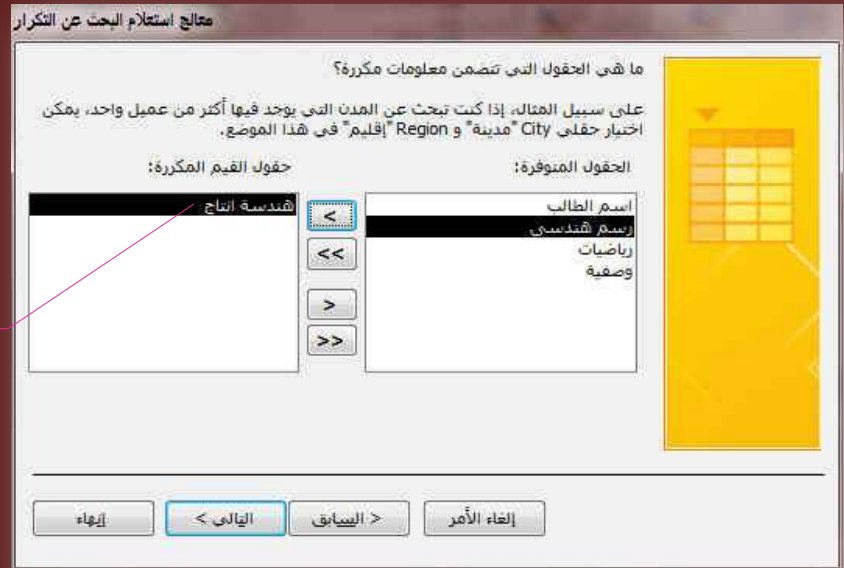 معالج استعلام البحث عن التكرار
ما هي الحقول التي تتضمن معلومات مكررة؟
على سبيل المثال، إذا كنت تبحث عن المدن التي يوجد فيها أكثر من عميل واحد، يمكن
اختيار حقلي City "مدينة" و Region "إقليم" في هذا الموضع.
الحقول المتوفرة:
حقول القيم المكررة:
اسم الطالب
رسم هندسي
رياضيات
وصفية
<
<<
>
>>
هندسة انتاج
إلغاء الأمر
< السابق
التالي >
إنهاء